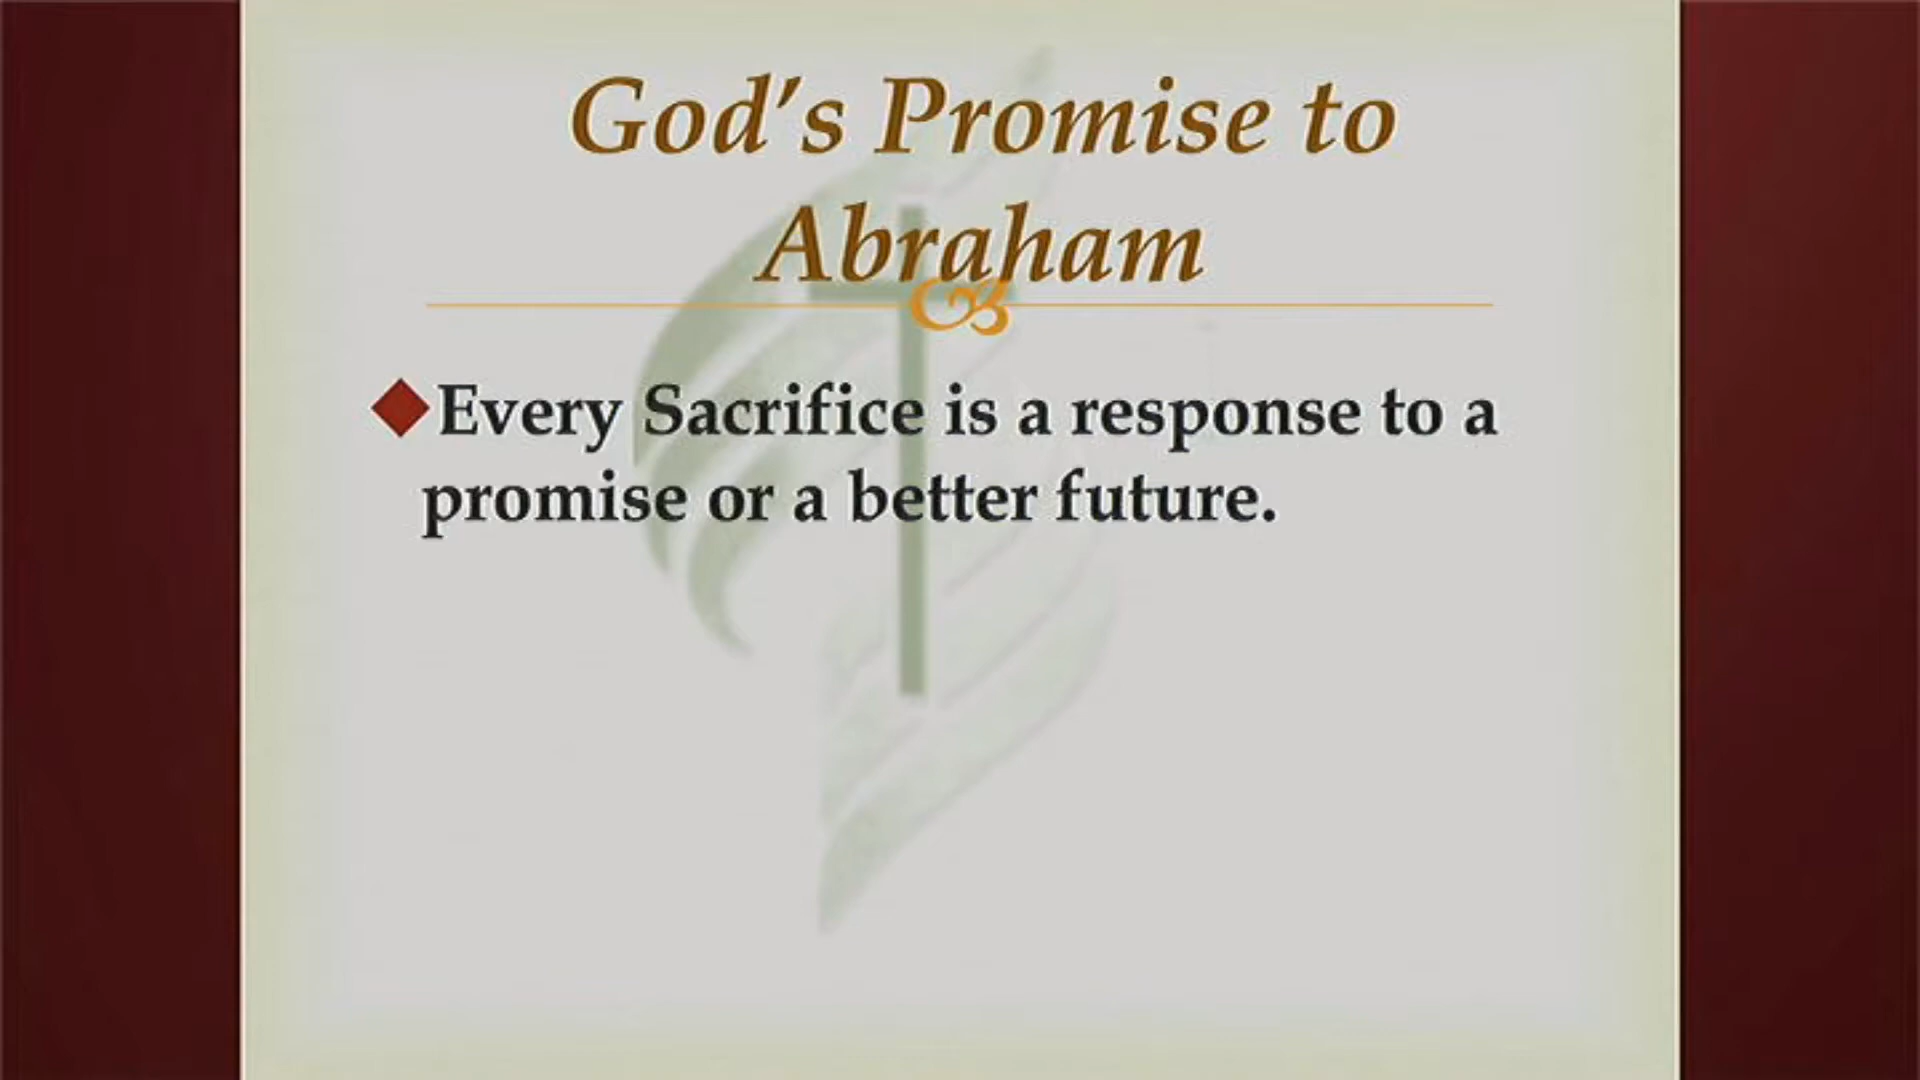 God's Promise to
Abraham
Every Sacrifice is a response to a
promise or a better future.